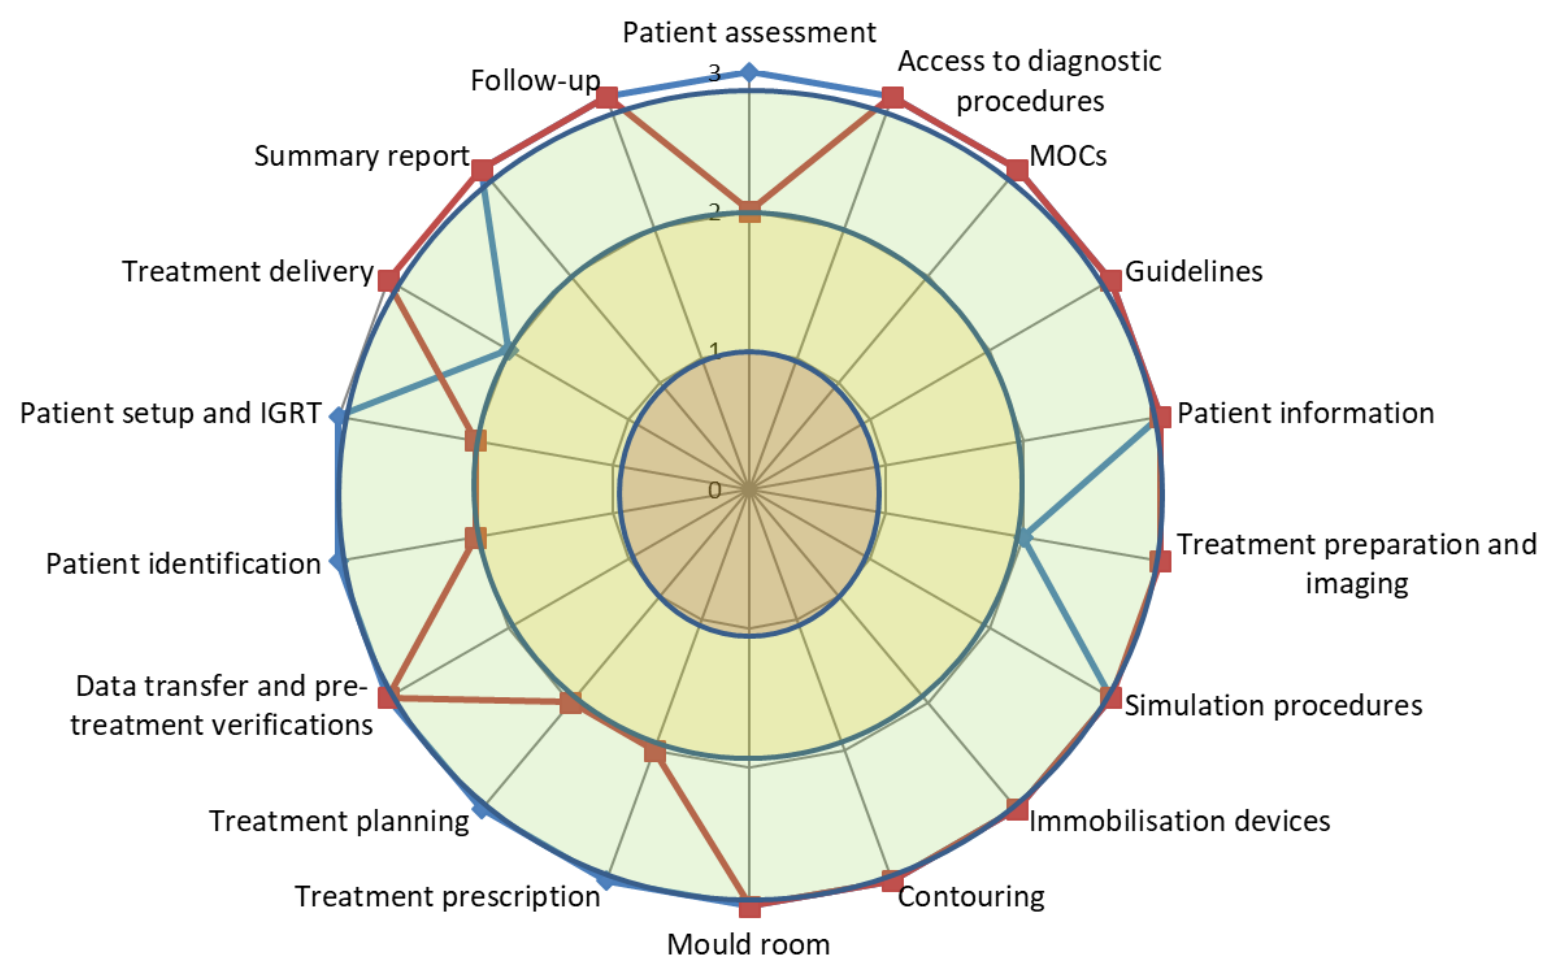 Patient assessment
Access to diagnostic
procedures
MOCs
Guidelines
Patient information
Treatment preparation and
imaging
Simulation procedures
Immobilisation devices
Contouring
Mould room
Treatment prescription
Treatment planning
Data transfer and pre-
treatment verifications
Patient identification
Patient setup and IGRT
Treatment delivery
Summary report
Follow-up
3
2
1
0